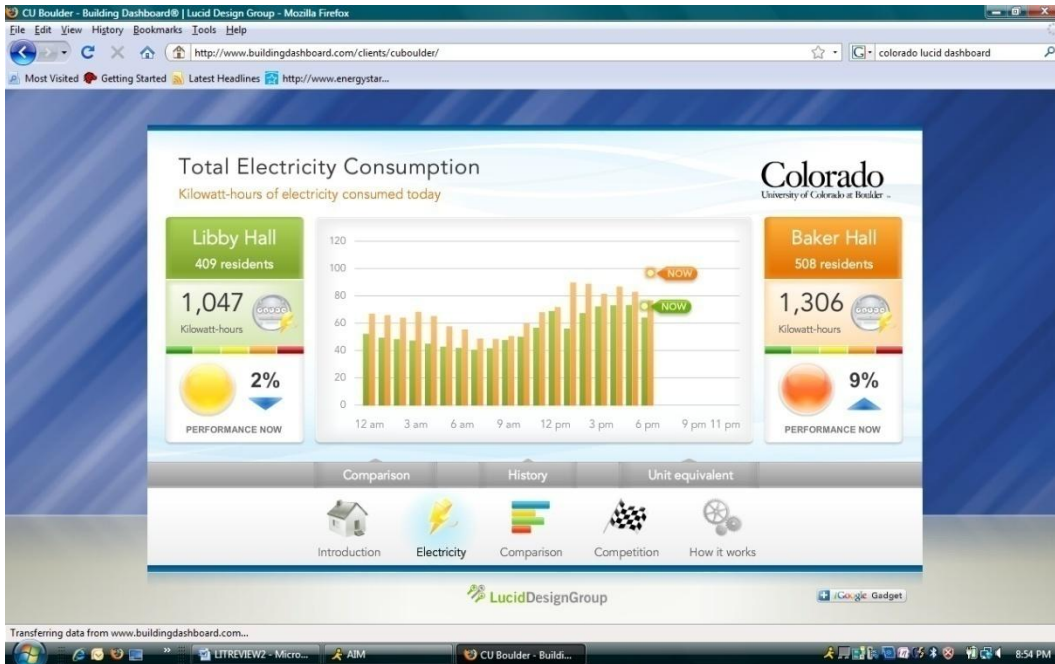 CU Boulder - Building Dashboard® | Lucid Design Group - Mozilla Firefox
File Edit View History Bookmarks Tools Help
http://www.buildingdashboard.com/clients/cuboulder/
G colorado lucid dashboard
Most Visited Getting Started Latest Headlines http://www.energystar...
Total Electricity Consumption
Kilowatt-hours of electricity consumed today
Colorado
University of Colorado at Boulder
Libby Hall
409 residents
1,047
Kilowatt-hours
2%
PERFORMANCE NOW
120
100
80
60
40
20
0
NOW
NOW
12 am 3 am 6 am 9 am 12 pm 3 pm 6 pm 9 pm 11 pm
Baker Hall
508 residents
1,306
Kilowatt-hours
9%
PERFORMANCE NOW
Comparison History Unit equivalent
Introduction Electricity Comparison Competition How it works
LucidDesignGroup
iGoogle Gadget
Transferring data from www.buildingdashboard.com...
LITREVIEW2 - Micro... AIM CU Boulder - Buildi... 8:54 PM